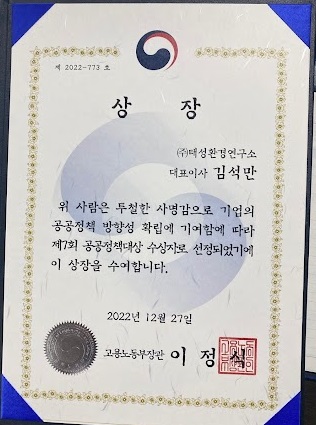 제 2022-773 호
상 장
㈜태성환경연구소
대표이사 김석만
위 사람은 투철한 사명감으로 기업의
공공정책 방향성 확립에 기여함에 따라
제7회 공공정책대상 수상자로 선정되었기에
이 상장을 수여합니다.
2022년 12월 27일
고용노동부장관 이 정 식